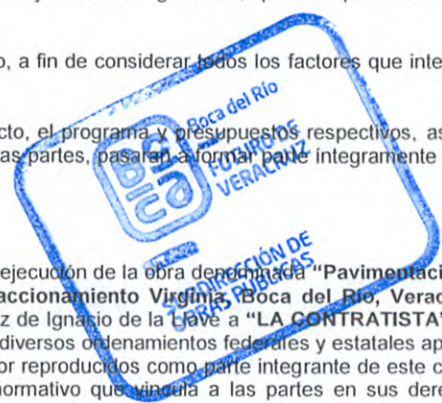 o, a fin de considerar todos los factores que inte
cto, el programa y presupuestos respectivos, as
as partes, pasarán a formar parte íntegramente
Boca del Río
FUTURO DE
VERACRUZ
DIRECCIÓN DE
OBRAS PÚBLICAS
ejecución de la obra denominada "Pavimentaci
accionamiento Virginia, Boca del Río, Verac
z de Ignacio de la Llave a "LA CONTRATISTA"
diversos ordenamientos federales y estatales ap
or reproducidos como parte integrante de este c
normativo que vincula a las partes en sus dere